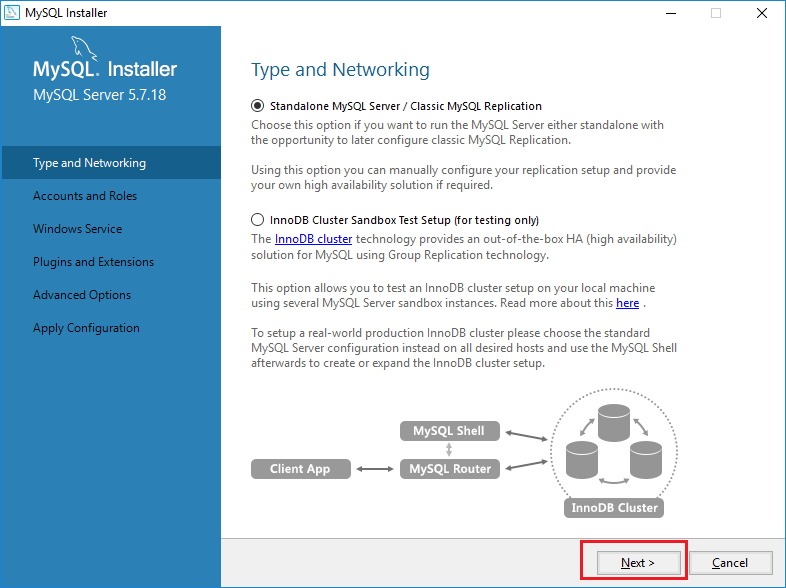 MySQL Installer
MySQL. Installer
MySQL Server 5.7.18
Type and Networking
Accounts and Roles
Windows Service
Plugins and Extensions
Advanced Options
Apply Configuration
Type and Networking
Standalone MySQL Server / Classic MySQL Replication
Choose this option if you want to run the MySQL Server either standalone with
the opportunity to later configure classic MySQL Replication.
Using this option you can manually configure your replication setup and provide
your own high availability solution if required.
InnoDB Cluster Sandbox Test Setup (for testing only)
The InnoDB cluster technology provides an out-of-the-box HA (high availability)
solution for MySQL using Group Replication technology.
This option allows you to test an InnoDB cluster setup on your local machine
using several MySQL Server sandbox instances. Read more about this here .
To setup a real-world production InnoDB cluster please choose the standard
MySQL Server configuration instead on all desired hosts and use the MySQL Shell
afterwards to create or expand the InnoDB cluster setup.
MySQL Shell
Client App
MySQL Router
InnoDB Cluster
Next >
Cancel